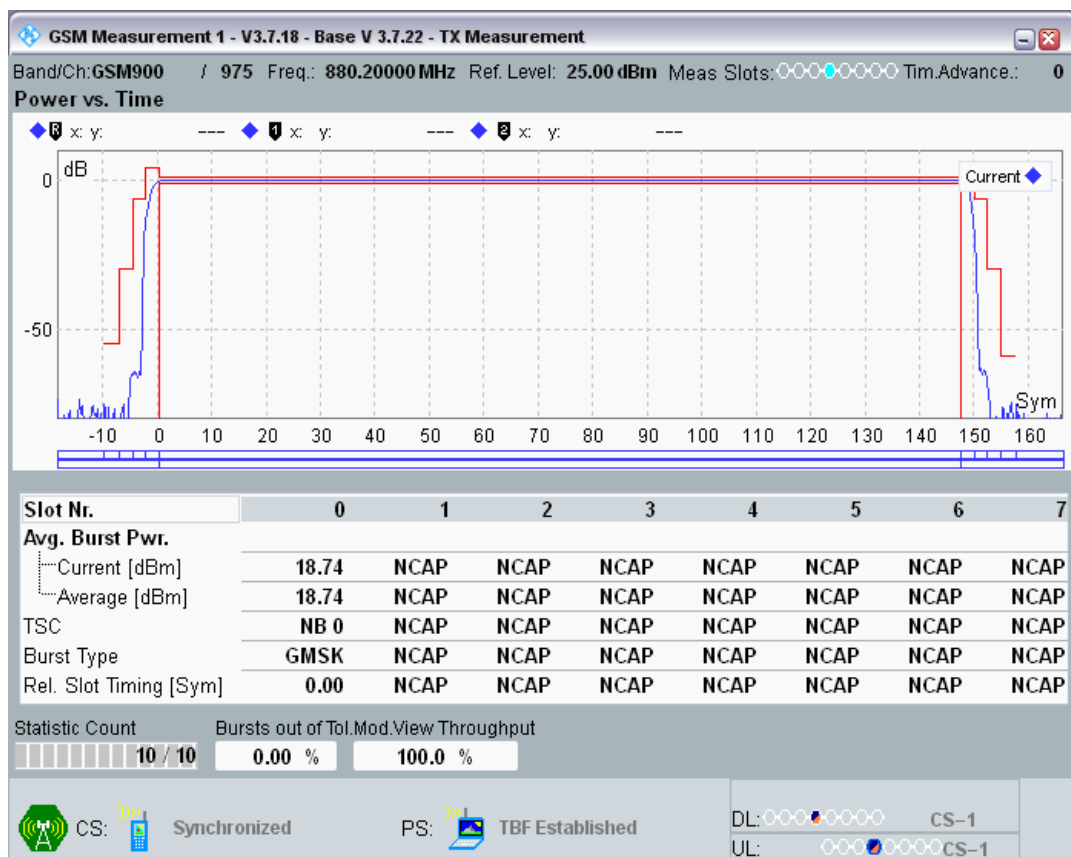 GSM Measurement 1 - V3.7.18 - Base V 3.7.22 - TX Measurement
Band/Ch:GSM900 / 975 Freq.: 880.20000 MHz Ref. Level: 25.00 dBm Meas Slots: Tim.Advance.: 0
Power vs. Time
R x: y: --- 1 x: y: --- 2 x: y: ---
dB
Current
0
-50
Sym
-10 0 10 20 30 40 50 60 70 80 90 100 110 120 130 140 150 160
Slot Nr. 0 1 2 3 4 5 6 7
Avg. Burst Pwr.
Current [dBm] 18.74 NCAP NCAP NCAP NCAP NCAP NCAP NCAP
Average [dBm] 18.74 NCAP NCAP NCAP NCAP NCAP NCAP NCAP
TSC NB 0 NCAP NCAP NCAP NCAP NCAP NCAP NCAP
Burst Type GMSK NCAP NCAP NCAP NCAP NCAP NCAP NCAP
Rel. Slot Timing [Sym] 0.00 NCAP NCAP NCAP NCAP NCAP NCAP NCAP
Statistic Count Bursts out of Tol.Mod.View Throughput
10 / 10 0.00 % 100.0 %
CS: Synchronized PS: TBF Established
DL: CS-1
UL: CS-1